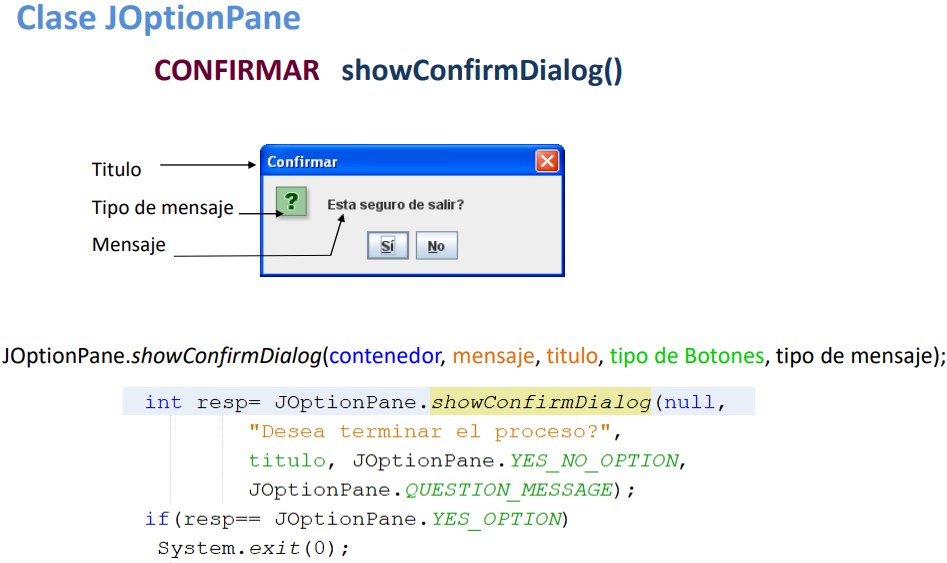 Clase JOptionPane
CONFIRMAR showConfirmDialog()
Titulo
Confirmar
Tipo de mensaje
?
Esta seguro de salir?
Mensaje
Sí
No
JOptionPane.showConfirmDialog(contenedor, mensaje, titulo, tipo de Botones, tipo de mensaje);
int resp= JOptionPane.showConfirmDialog(null,
"Desea terminar el proceso?",
titulo, JOptionPane.YES_NO_OPTION,
JOptionPane.QUESTION_MESSAGE);
if(resp== JOptionPane.YES_OPTION)
System.exit(0);